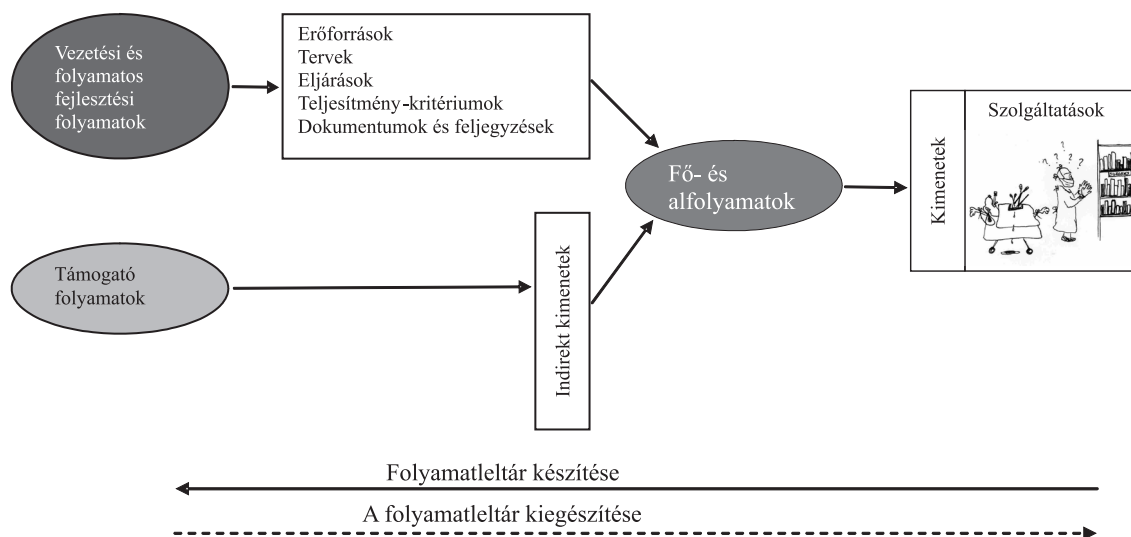 Vezetési és
folyamatos
fejlesztési
folyamatok
Erőforrások
Tervek
Eljárások
Teljesítmény-kritériumok
Dokumentumok és feljegyzések
Fő- és
alfolyamatok
Kimenetek
Szolgáltatások
? ? ? ? ?
Támogató
folyamatok
Indirekt kimenetek
Folyamatleltár készítése
A folyamatleltár kiegészítése